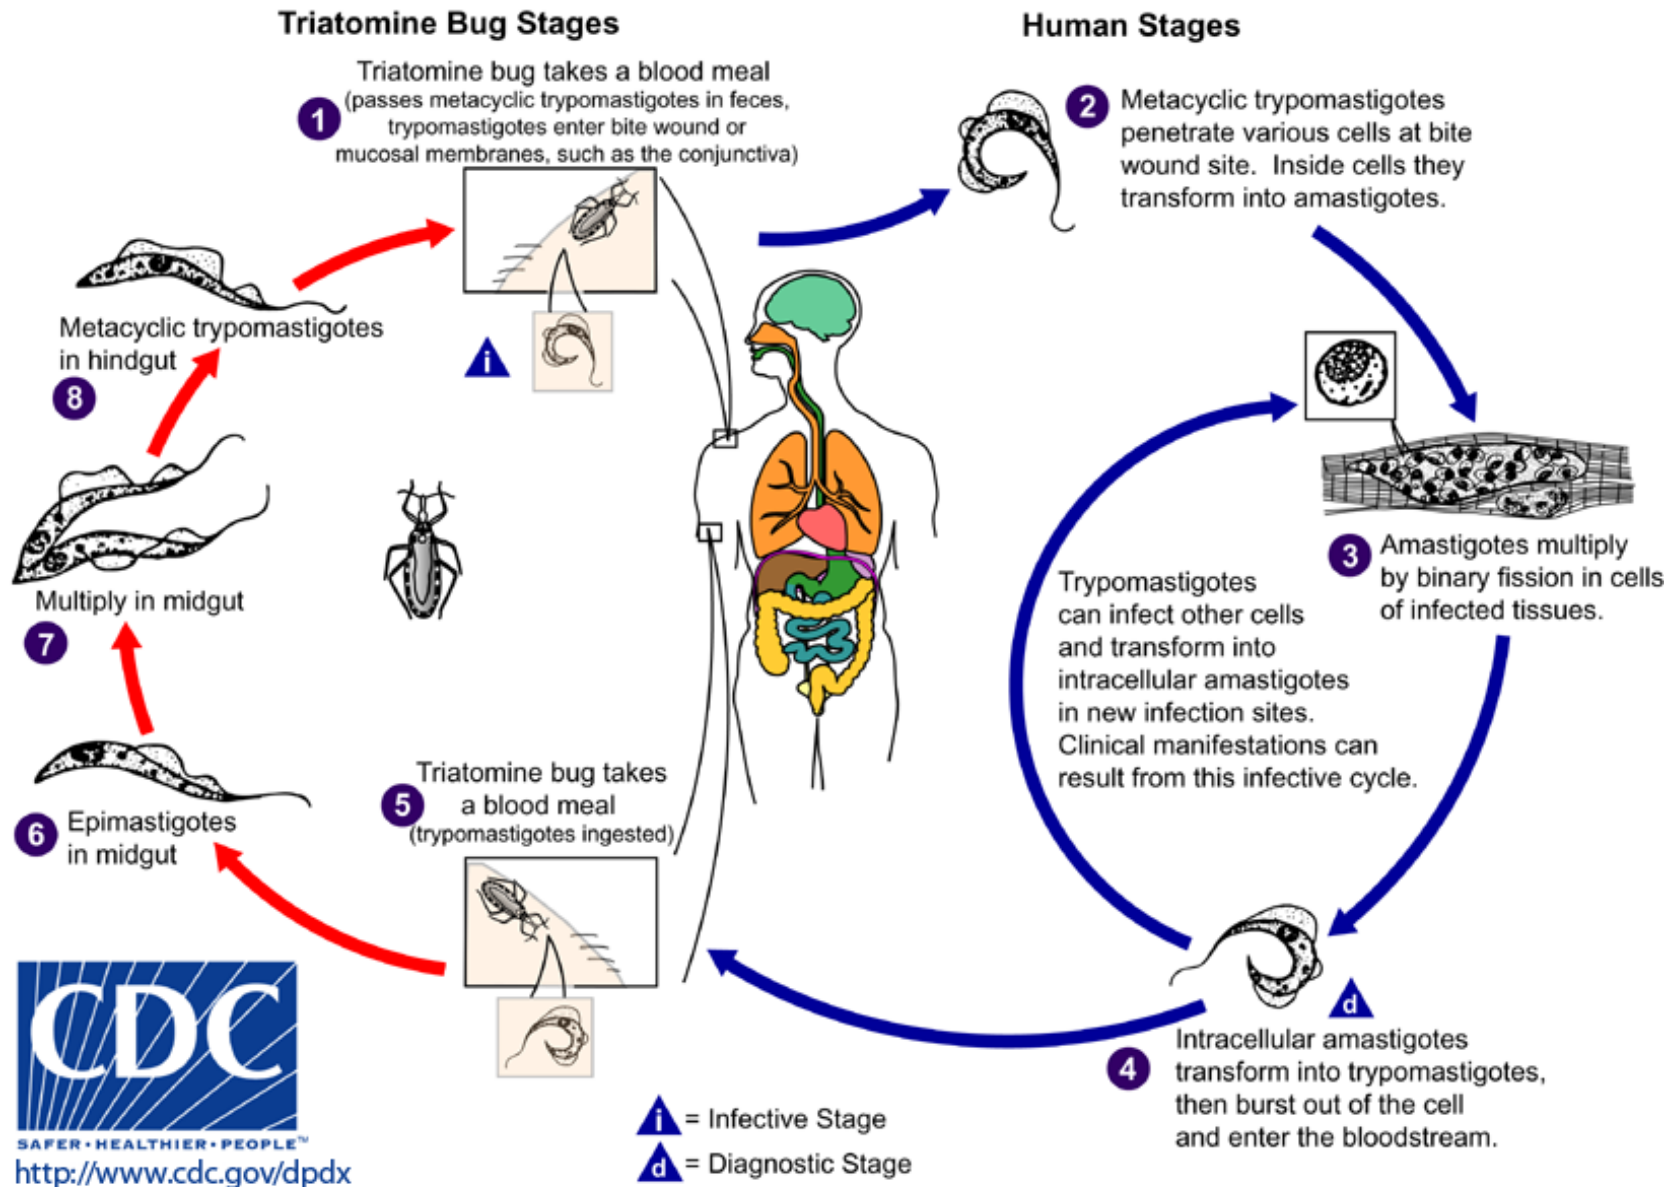 Triatomine Bug Stages
Human Stages
Triatomine bug takes a blood meal
(passes metacyclic trypomastigotes in feces,
trypomastigotes enter bite wound or
mucosal membranes, such as the conjunctiva)
1
2
Metacyclic trypomastigotes
penetrate various cells at bite
wound site. Inside cells they
transform into amastigotes.
i
Metacyclic trypomastigotes
in hindgut
8
3
Amastigotes multiply
by binary fission in cells
of infected tissues.
Trypomastigotes
can infect other cells
and transform into
intracellular amastigotes
in new infection sites.
Clinical manifestations can
result from this infective cycle.
Multiply in midgut
7
Triatomine bug takes
a blood meal
(trypomastigotes ingested)
5
6
Epimastigotes
in midgut
d
4
Intracellular amastigotes
transform into trypomastigotes,
then burst out of the cell
and enter the bloodstream.
i = Infective Stage
d = Diagnostic Stage
CDC
SAFER•HEALTHIER•PEOPLE™
http://www.cdc.gov/dpdx